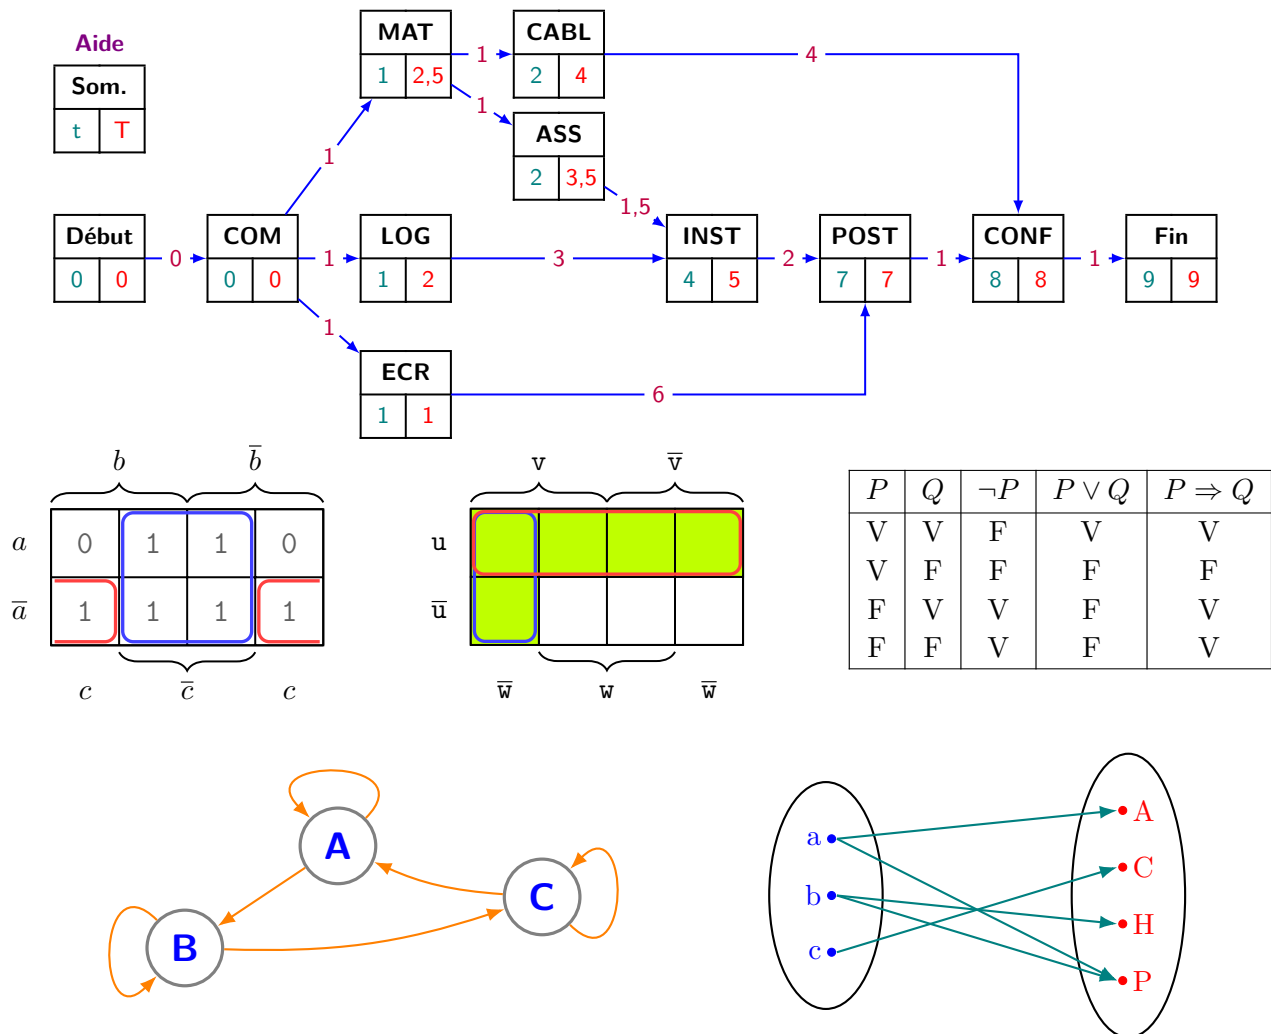 Aide
Som.
t T
MAT
1 2,5
1
CABL
2 4
4
1
ASS
2 3,5
1,5
1
Début
0 0
0
COM
0 0
1
LOG
1 2
3
INST
4 5
2
POST
7 7
1
CONF
8 8
1
Fin
9 9
1
ECR
1 1
6
b b̅
a 0 1 1 0
a̅ 1 1 1 1
c c̅ c
v v̅
u
u̅
w̅ w w̅
P Q ¬P P ∨ Q P ⇒ Q
V V F V V
V F F F F
F V V F V
F F V F V
A
B
C
a
b
c
A
C
H
P